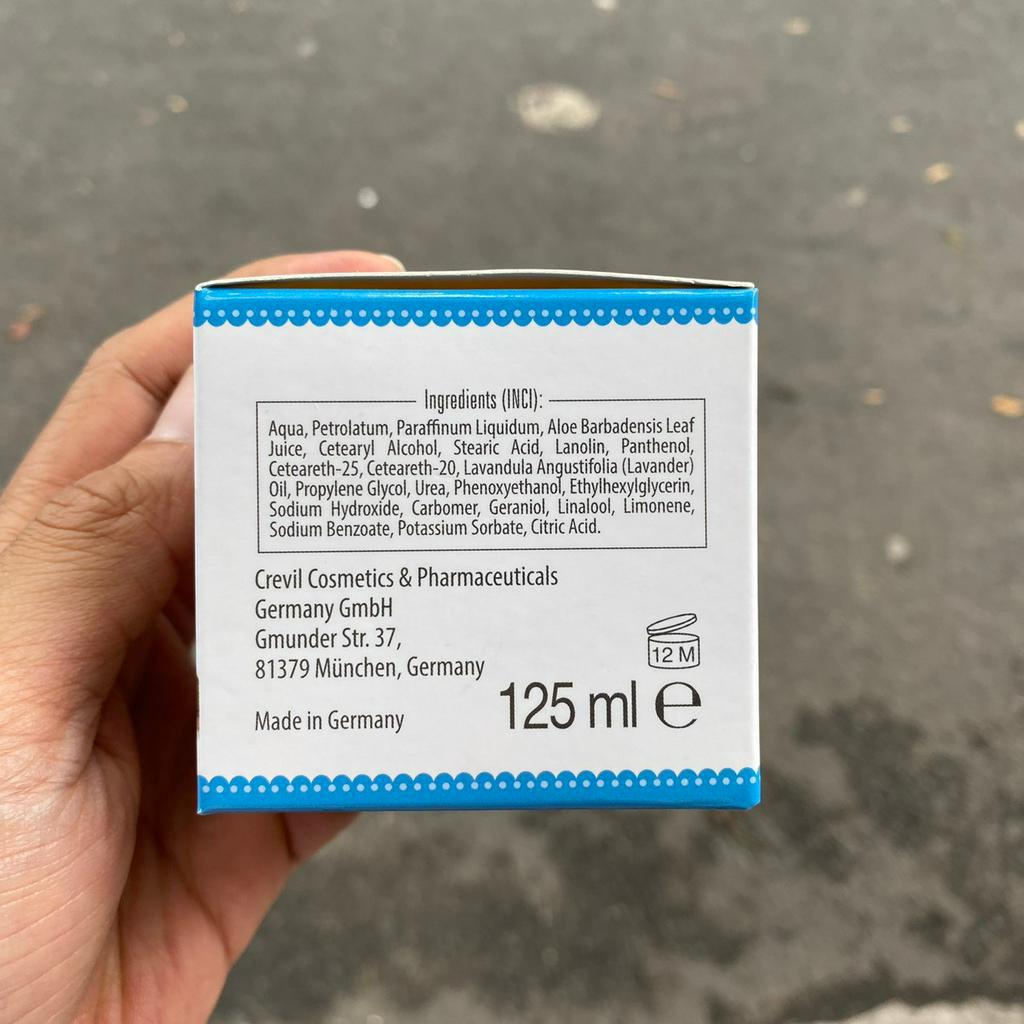 Ingredients (INCI):
Aqua, Petrolatum, Paraffinum Liquidum, Aloe Barbadensis Leaf
Juice, Cetearyl Alcohol, Stearic Acid, Lanolin, Panthenol,
Ceteareth-25, Ceteareth-20, Lavandula Angustifolia (Lavander)
Oil, Propylene Glycol, Urea, Phenoxyethanol, Ethylhexylglycerin,
Sodium Hydroxide, Carbomer, Geraniol, Linalool, Limonene,
Sodium Benzoate, Potassium Sorbate, Citric Acid.
Crevil Cosmetics & Pharmaceuticals
Germany GmbH
Gmunder Str. 37,
81379 München, Germany
12 M
125 ml ℮
Made in Germany